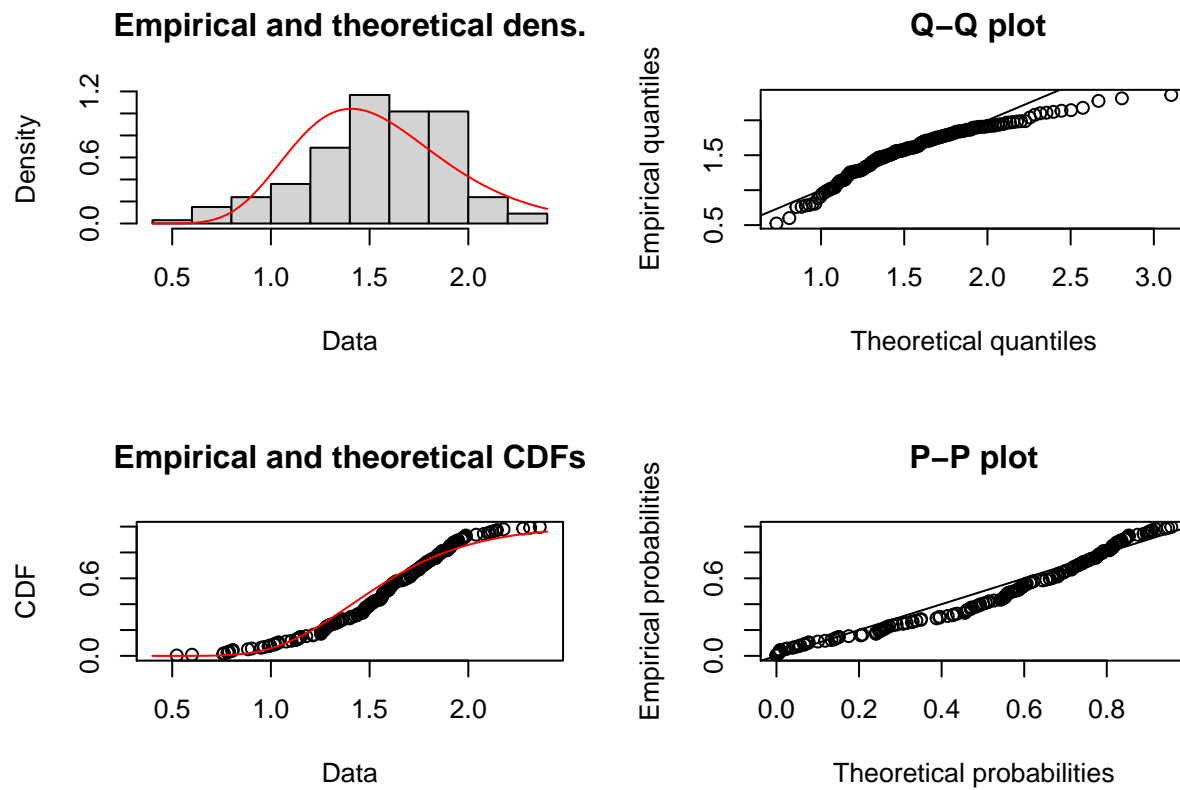 Empirical and theoretical dens.
Density
0.0 0.6 1.2
0.5 1.0 1.5 2.0
Data
Q−Q plot
Empirical quantiles
0.5 1.5
1.0 1.5 2.0 2.5 3.0
Theoretical quantiles
Empirical and theoretical CDFs
CDF
0.0 0.6
0.5 1.0 1.5 2.0
Data
P−P plot
Empirical probabilities
0.0 0.6
0.0 0.2 0.4 0.6 0.8
Theoretical probabilities